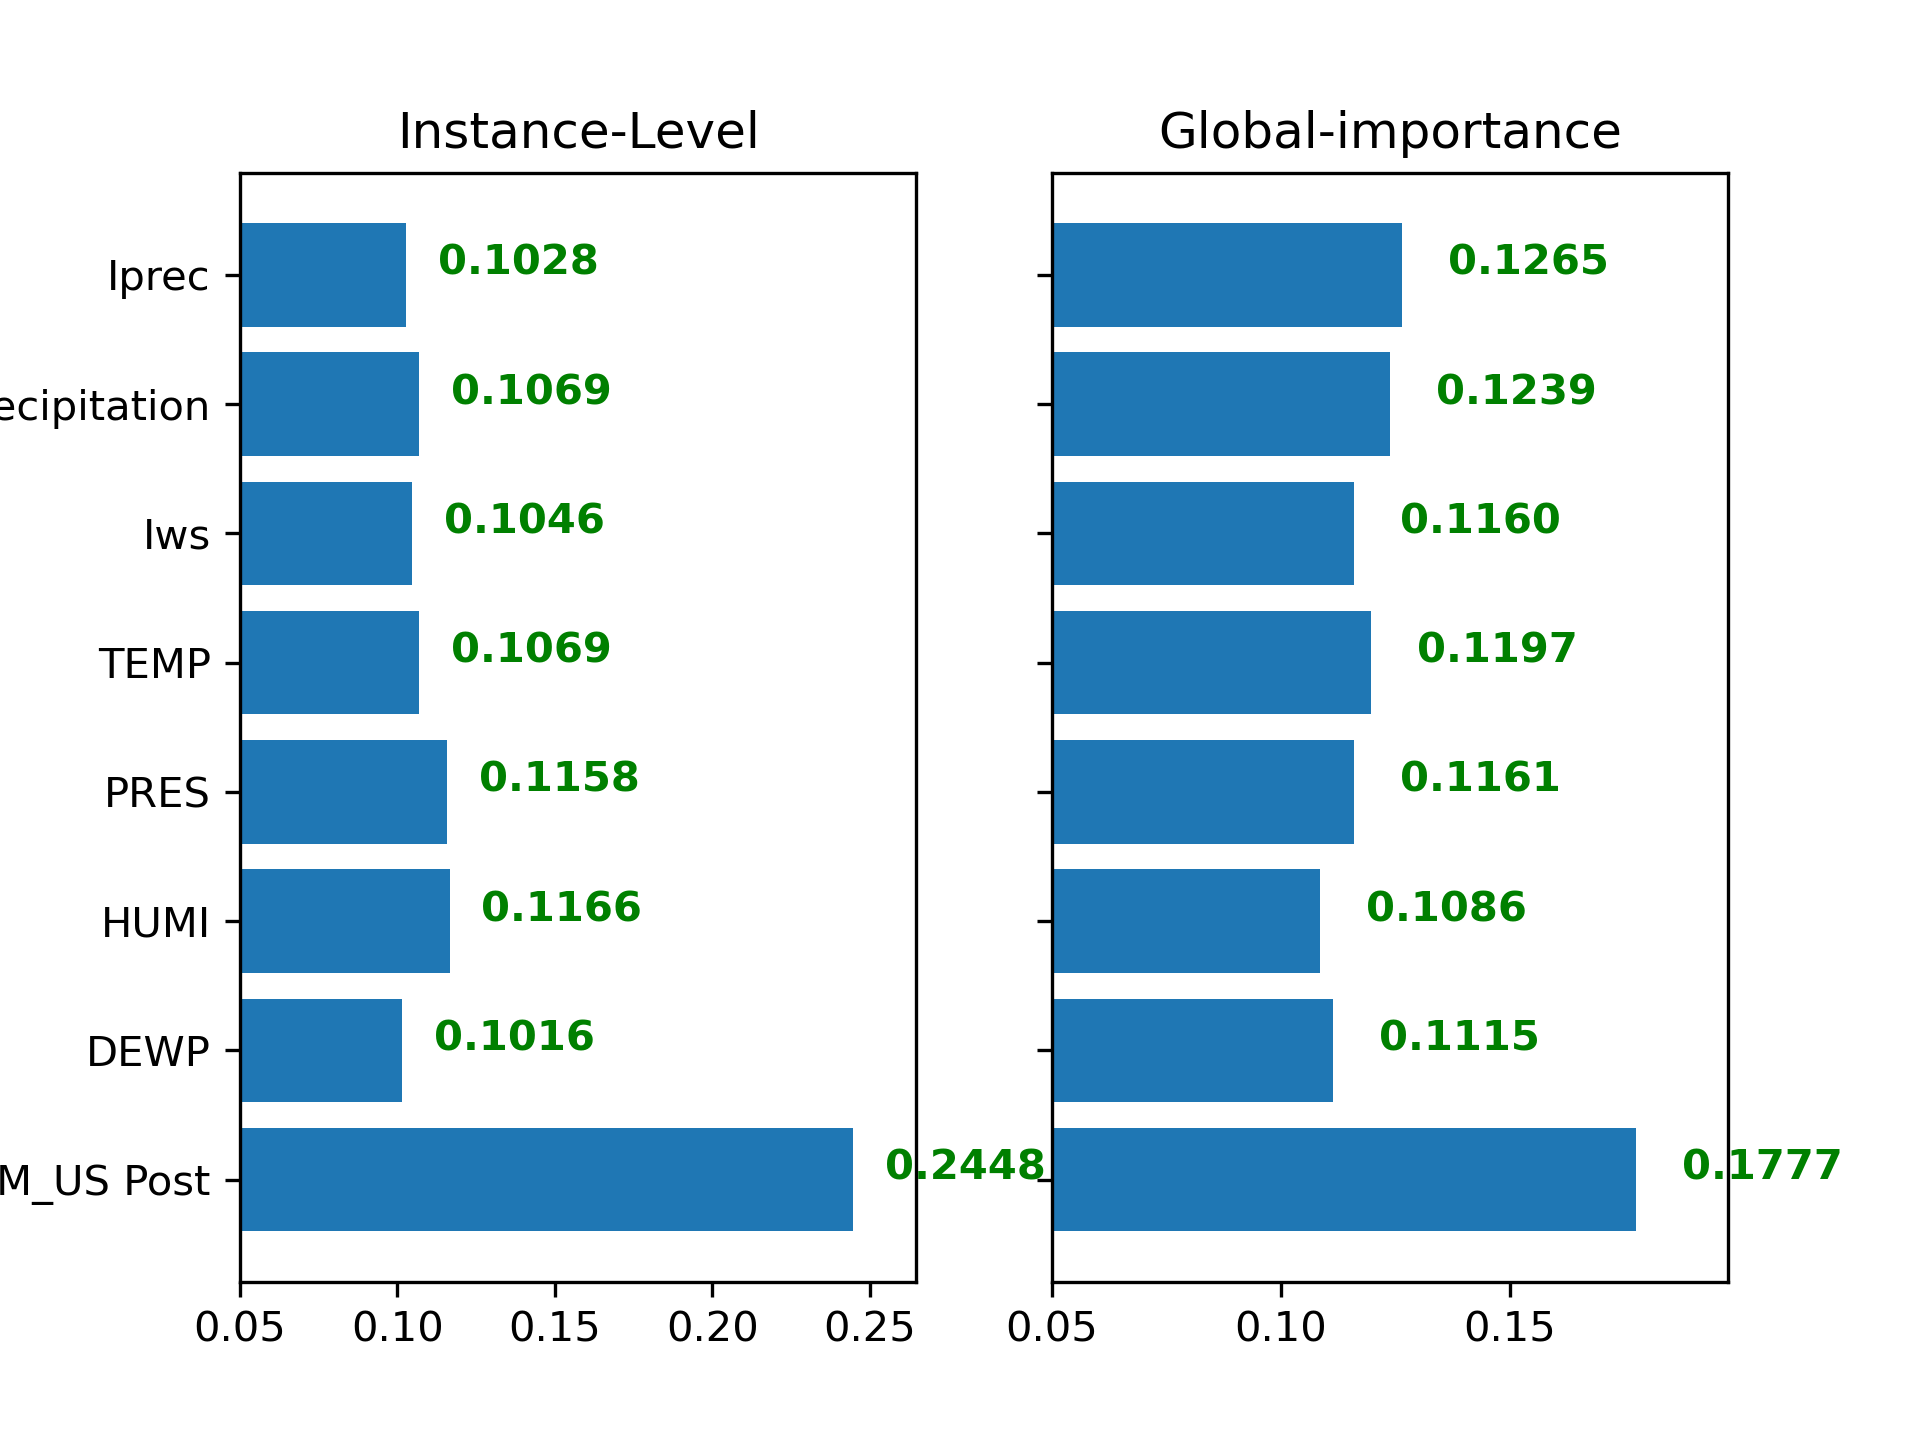 Instance-Level
Global-importance
Iprec
0.1028
0.1265
ecipitation
0.1069
0.1239
Iws
0.1046
0.1160
TEMP
0.1069
0.1197
PRES
0.1158
0.1161
HUMI
0.1166
0.1086
DEWP
0.1016
0.1115
M_US Post
0.2448
0.1777
0.05 0.10 0.15 0.20 0.25
0.05 0.10 0.15